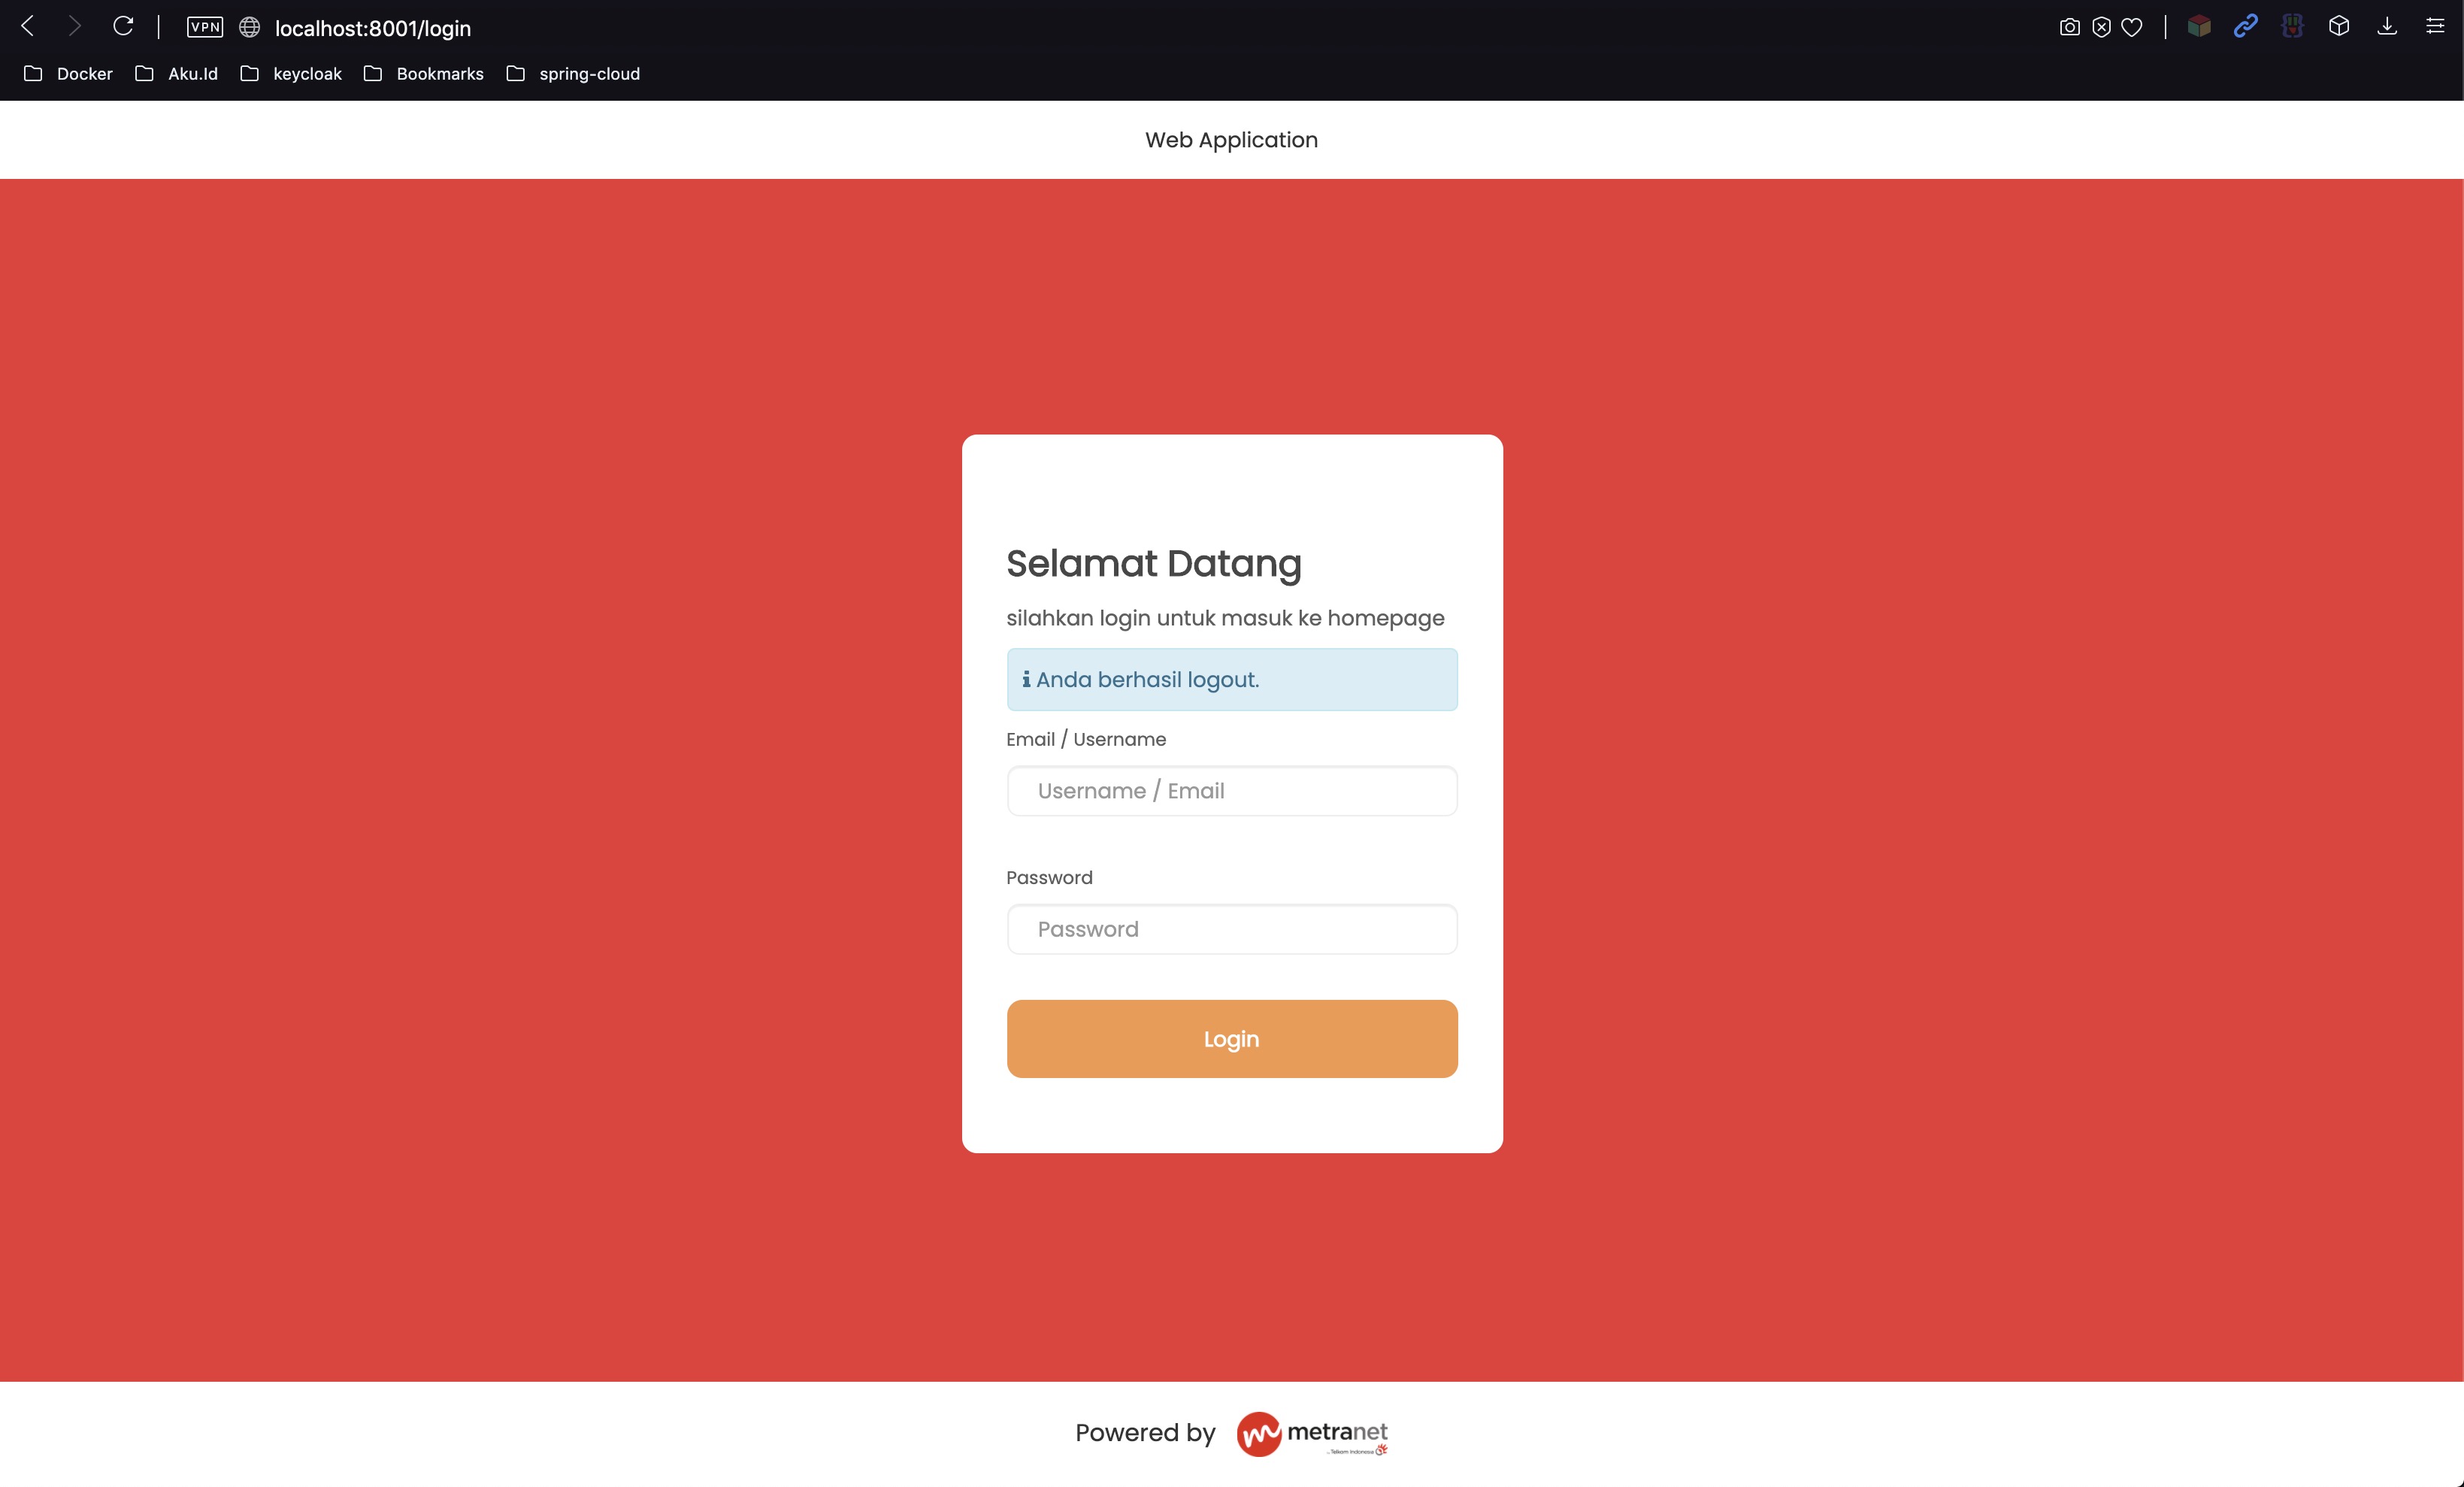 VPN localhost:8001/login
Docker Aku.Id keycloak Bookmarks spring-cloud
Web Application
Selamat Datang
silahkan login untuk masuk ke homepage
Anda berhasil logout.
Email / Username
Username / Email
Password
Password
Login
Powered by metranet
Telkom Indonesia